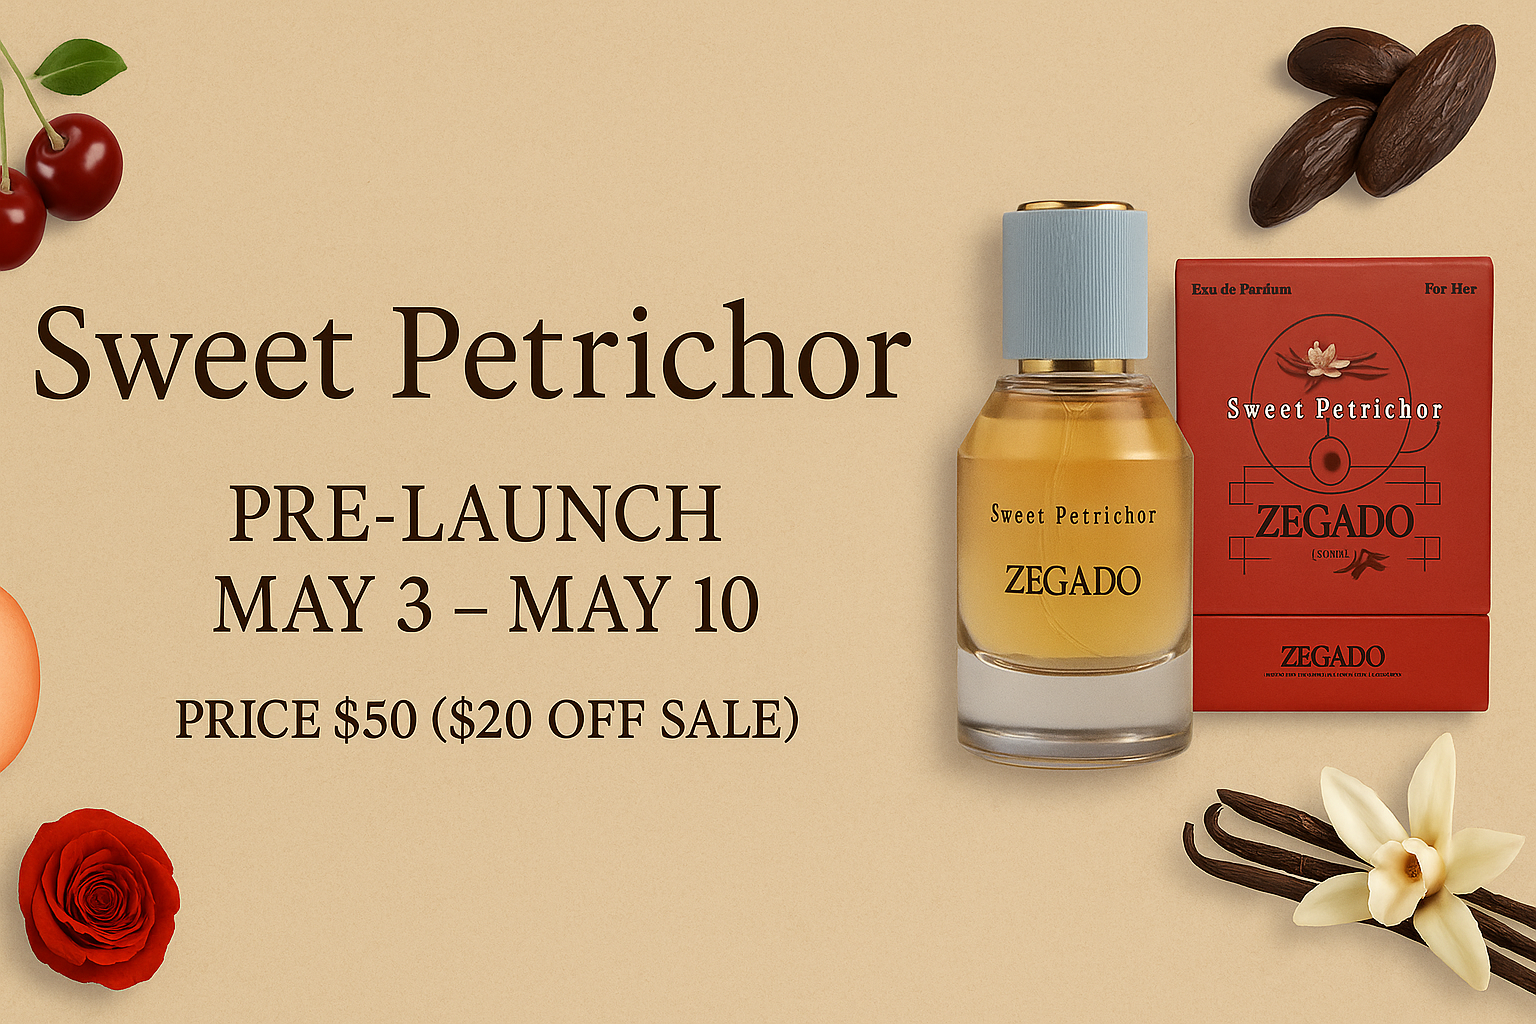 Sweet Petrichor
PRE-LAUNCH
MAY 3 – MAY 10
PRICE $50 ($20 OFF SALE)
Sweet Petrichor
ZEGADO
Exu de Paríum
For Her
Sweet Petrichor
ZEGADO
ZEGADO